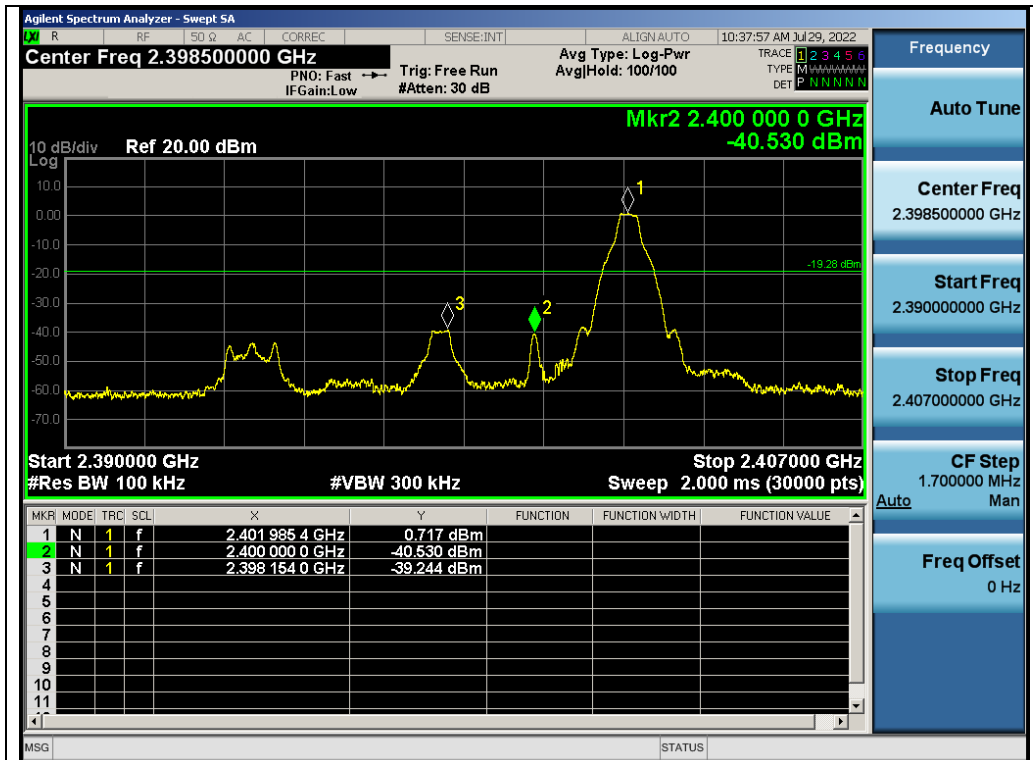 Agilent Spectrum Analyzer - Swept SA
LXI R RF 50 Ω AC CORREC SENSE:INT ALIGN AUTO 10:37:57 AM Jul 29, 2022
Center Freq 2.398500000 GHz
PNO: Fast
IFGain:Low
Trig: Free Run
#Atten: 30 dB
Avg Type: Log-Pwr
Avg|Hold: 100/100
TRACE 1 2 3 4 5 6
TYPE M
DET P N N N N N
Mkr2 2.400 000 0 GHz
-40.530 dBm
10 dB/div Ref 20.00 dBm
Log
10.0
0.00
-10.0
-20.0
-30.0
-40.0
-50.0
-60.0
-70.0
1
2
3
-19.28 dBm
Start 2.390000 GHz Stop 2.407000 GHz
#Res BW 100 kHz #VBW 300 kHz Sweep 2.000 ms (30000 pts)
MKR MODE TRC SCL X Y FUNCTION FUNCTION WIDTH FUNCTION VALUE
1 N 1 f 2.401 985 4 GHz 0.717 dBm
2 N 1 f 2.400 000 0 GHz -40.530 dBm
3 N 1 f 2.398 154 0 GHz -39.244 dBm
4
5
6
7
8
9
10
11
MSG STATUS
Frequency
Auto Tune
Center Freq
2.398500000 GHz
Start Freq
2.390000000 GHz
Stop Freq
2.407000000 GHz
CF Step
1.700000 MHz
Auto Man
Freq Offset
0 Hz